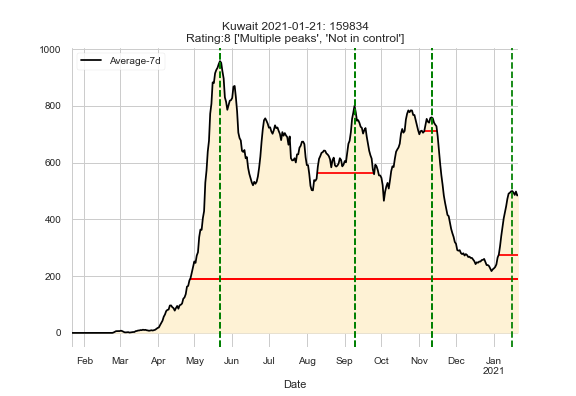 Kuwait 2021-01-21: 159834
Rating:8 ['Multiple peaks', 'Not in control']
1000
Average-7d
800
600
400
200
0
Feb Mar Apr May Jun Jul Aug Sep Oct Nov Dec Jan
2021
Date